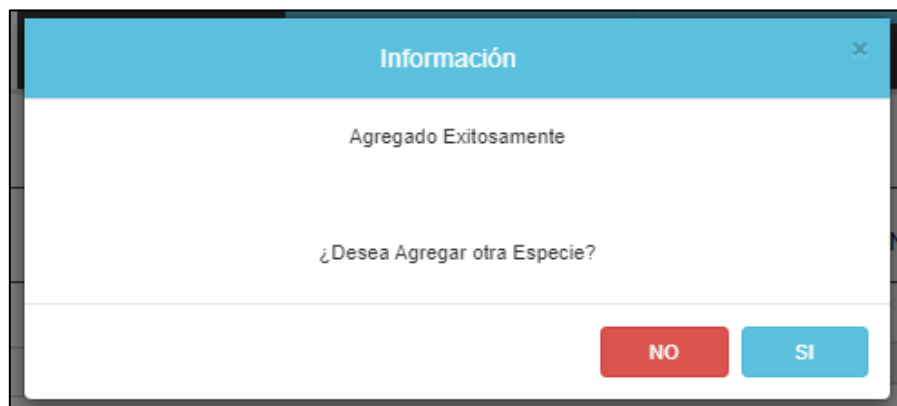 Información
×
Agregado Exitosamente
¿Desea Agregar otra Especie?
NO
SI